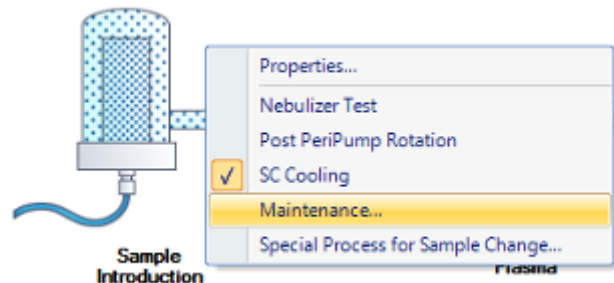 Properties...
Nebulizer Test
Post PeriPump Rotation
SC Cooling
Maintenance...
Special Process for Sample Change...
Sample
Introduction
Plasma